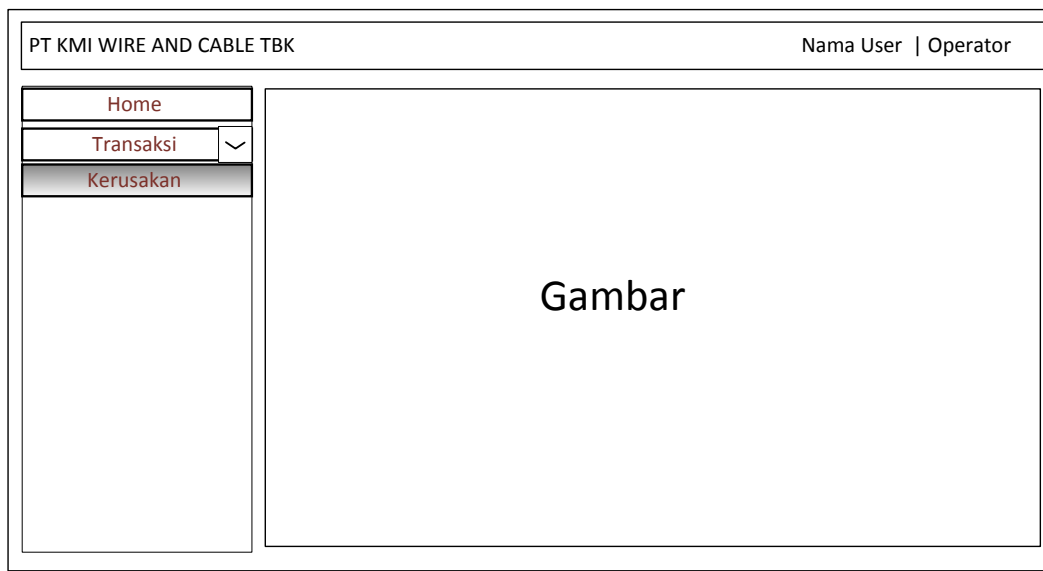 PT KMI WIRE AND CABLE TBK
Nama User | Operator
Home
Transaksi
Kerusakan
Gambar